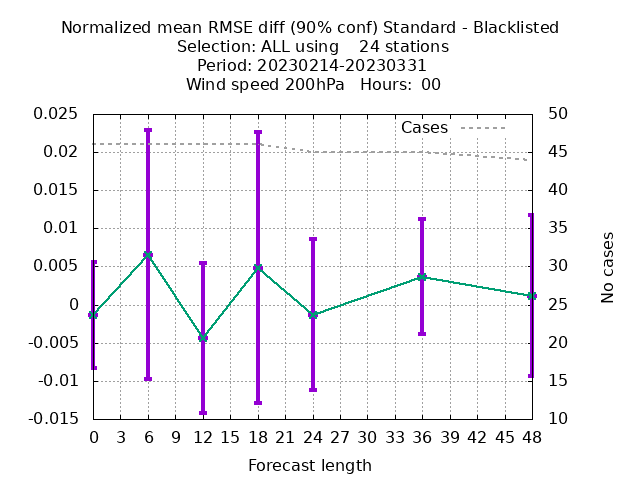 Normalized mean RMSE diff (90% conf) Standard - Blacklisted
Selection: ALL using    24 stations
Period: 20230214-20230331
Wind speed 200hPa   Hours:  00
Cases
0.025
0.02
0.015
0.01
0.005
0
-0.005
-0.01
-0.015
50
45
40
35
30
25
20
15
10
No cases
0 3 6 9 12 15 18 21 24 27 30 33 36 39 42 45 48
Forecast length